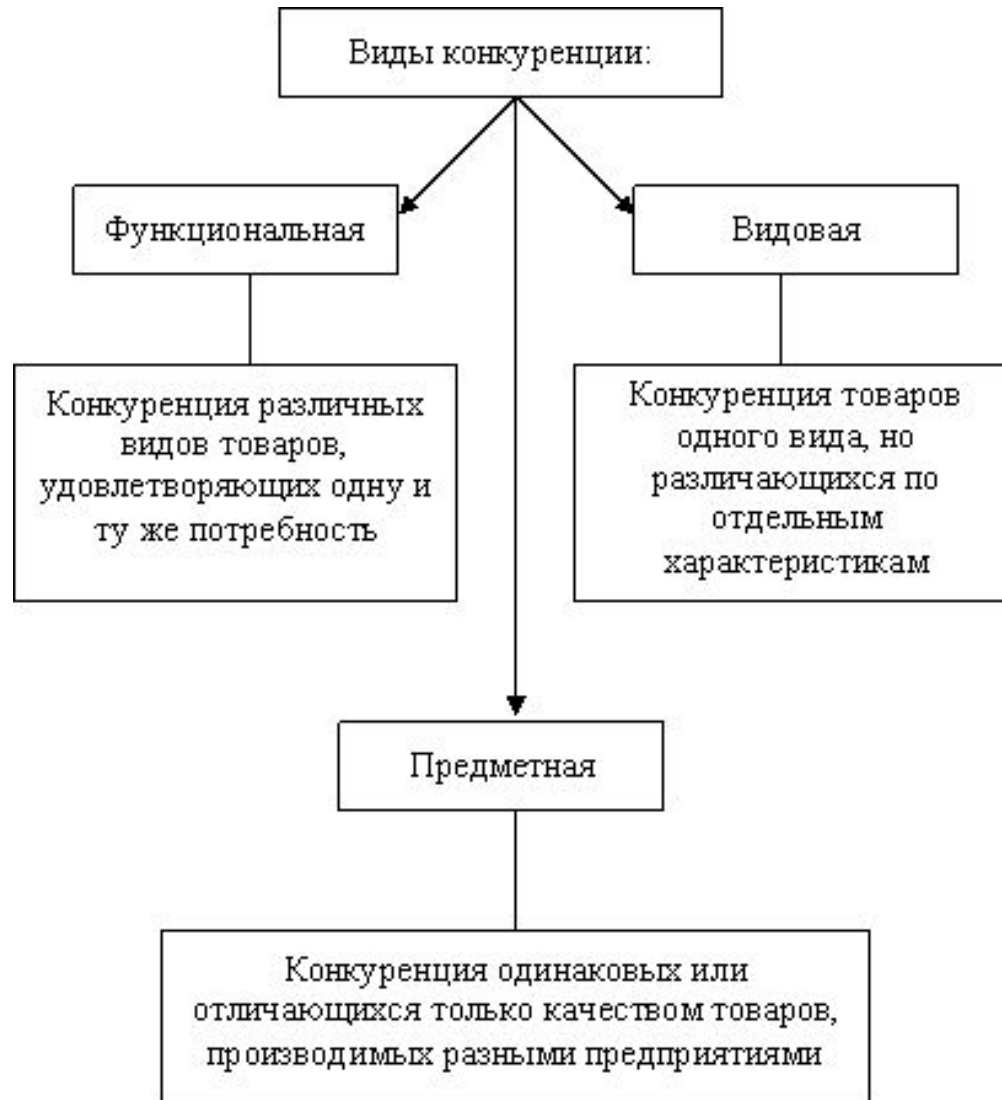 Виды конкуренции:
Функциональная
Видовая
Конкуренция различных
видов товаров,
удовлетворяющих одну и
ту же потребность
Конкуренция товаров
одного вида, но
различающихся по
отдельным
характеристикам
Предметная
Конкуренция одинаковых или
отличающихся только качеством товаров,
производимых разными предприятиями